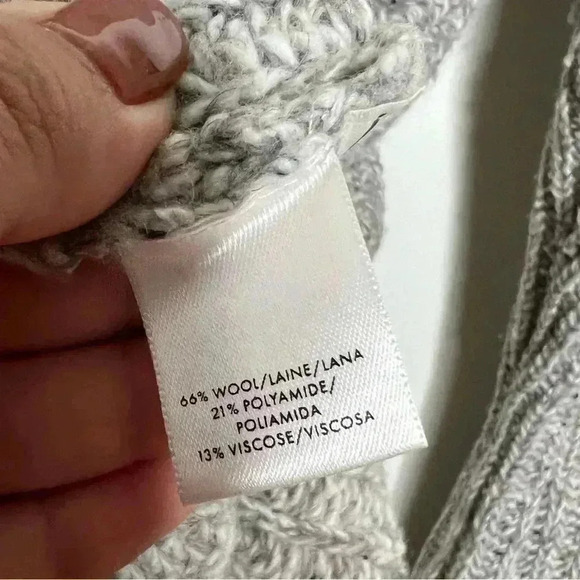 66% WOOL/LAINE/LANA
21% POLYAMIDE/
POLIAMIDA
13% VISCOSE/VISCOSA